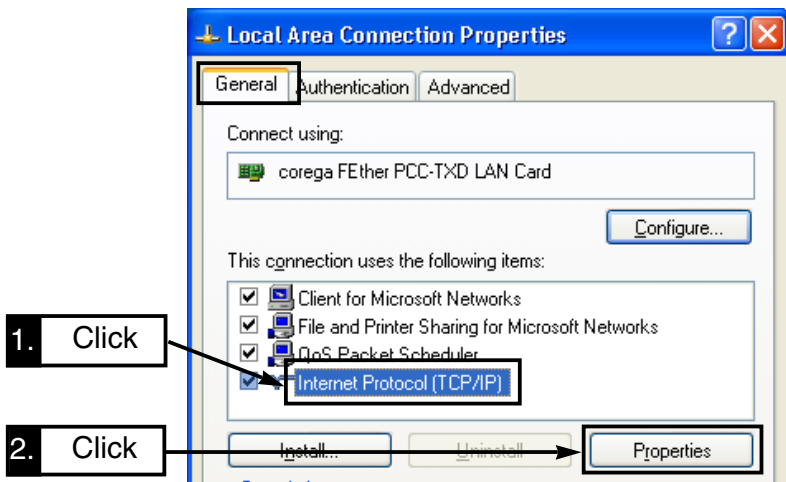 Local Area Connection Properties
General Authentication Advanced
Connect using:
corega FEther PCC-TXD LAN Card
Configure...
This connection uses the following items:
Client for Microsoft Networks
File and Printer Sharing for Microsoft Networks
QoS Packet Scheduler
1. Click
Internet Protocol (TCP/IP)
2. Click
Install... Uninstall Properties